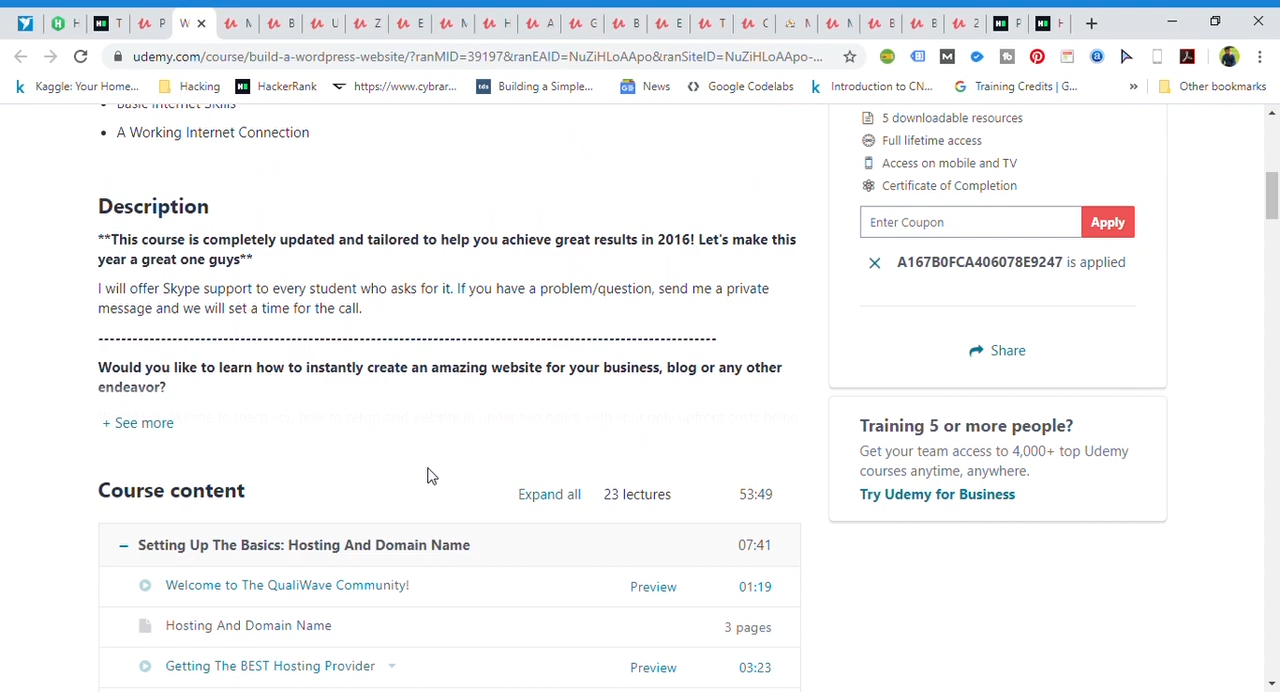 H T P W N B U Z E N H A G B E T C N N B B 2 P H
udemy.com/course/build-a-wordpress-website/?ranMID=39197&ranEAID=NuZiHLoAApo&ranSiteID=NuZiHLoAApo-...
Kaggle: Your Home... Hacking HackerRank https://www.cybrar... Building a Simple... News Google Codelabs Introduction to CN... Training Credits | G... » Other bookmarks
Basic Internet Skills
A Working Internet Connection
Description
**This course is completely updated and tailored to help you achieve great results in 2016! Let's make this
year a great one guys**
I will offer Skype support to every student who asks for it. If you have a problem/question, send me a private
message and we will set a time for the call.
------------------------------------------------------------------------------------------------------------
Would you like to learn how to instantly create an amazing website for your business, blog or any other
endeavor?
+ See more
Course content Expand all 23 lectures 53:49
Setting Up The Basics: Hosting And Domain Name 07:41
Welcome to The QualiWave Community! Preview 01:19
Hosting And Domain Name 3 pages
Getting The BEST Hosting Provider Preview 03:23
5 downloadable resources
Full lifetime access
Access on mobile and TV
Certificate of Completion
Enter Coupon Apply
A167B0FCA406078E9247 is applied
Share
Training 5 or more people?
Get your team access to 4,000+ top Udemy
courses anytime, anywhere.
Try Udemy for Business